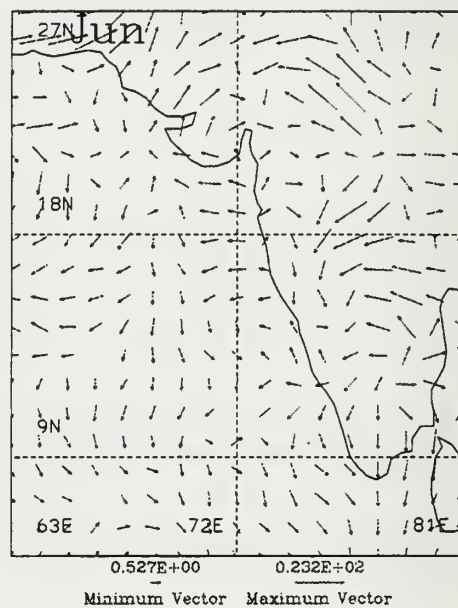 27N Jun
18N
9N
63E 72E 81E
0.527E+00 0.232E+02
Minimum Vector Maximum Vector